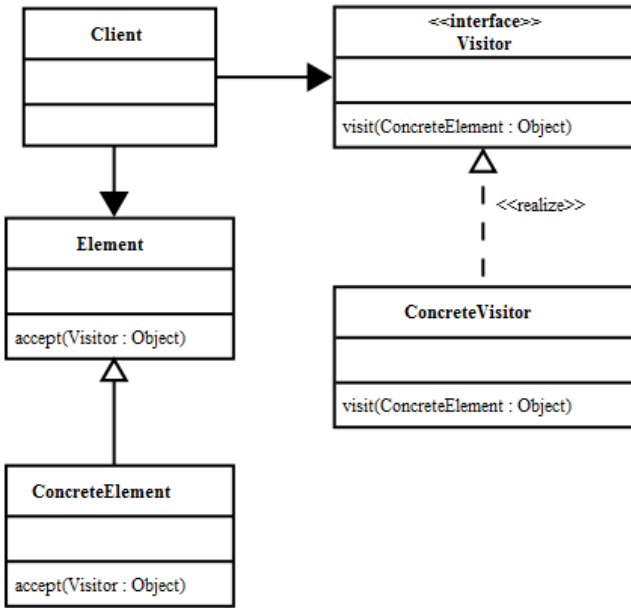 Client
<<interface>>
Visitor
visit(ConcreteElement : Object)
<<realize>>
Element
accept(Visitor : Object)
ConcreteVisitor
visit(ConcreteElement : Object)
ConcreteElement
accept(Visitor : Object)